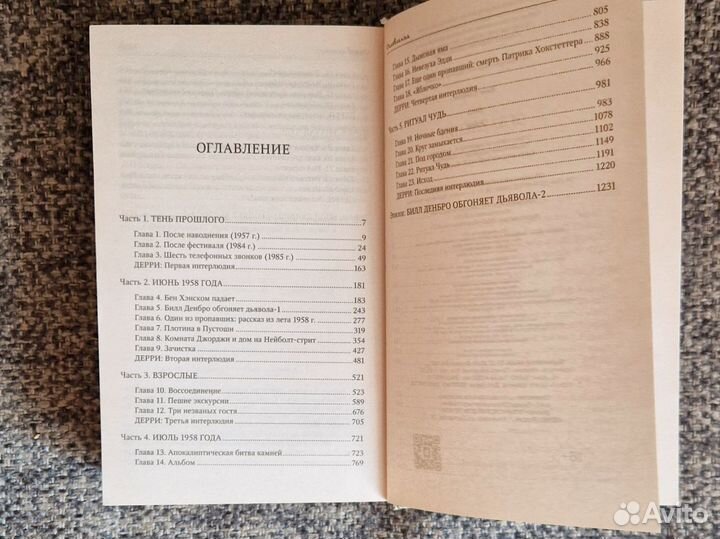 ОГЛАВЛЕНИЕ
Часть 1. ТЕНЬ ПРОШЛОГО 7
Глава 1. После наводнения (1957 г.) 9
Глава 2. После фестиваля (1984 г.) 24
Глава 3. Шесть телефонных звонков (1985 г.) 49
ДЕРРИ: Первая интерлюдия 163
Часть 2. ИЮНЬ 1958 ГОДА 181
Глава 4. Бен Хэнском падает 183
Глава 5. Билл Денбро обгоняет дьявола-1 243
Глава 6. Один из пропавших: рассказ из лета 1958 г. 277
Глава 7. Плотина в Пустоши 319
Глава 8. Комната Джорджи и дом на Нейболт-стрит 354
Глава 9. Зачистка 427
ДЕРРИ: Вторая интерлюдия 481
Часть 3. ВЗРОСЛЫЕ 521
Глава 10. Воссоединение 523
Глава 11. Пешие экскурсии 589
Глава 12. Три незваных гостя 676
ДЕРРИ: Третья интерлюдия 705
Часть 4. ИЮЛЬ 1958 ГОДА 721
Глава 13. Апокалиптическая битва камней 723
Глава 14. Альбом 769
Глава 15. Дымовая яма 805
Глава 16. Невезуха Эдди 838
Глава 17. Еще один пропавший: смерть Патрика Хокстеттера 888
Глава 18. «Яблочко» 925
ДЕРРИ: Четвертая интерлюдия 966
Часть 5. РИТУАЛ ЧУДЬ 981
Глава 19. Ночные бдения 983
Глава 20. Круг замыкается 1078
Глава 21. Под городом 1102
Глава 22. Ритуал Чудь 1149
Глава 23. Исход 1191
ДЕРРИ: Последняя интерлюдия 1220
Эпилог. БИЛЛ ДЕНБРО ОБГОНЯЕТ ДЬЯВОЛА-2 1231
Avito